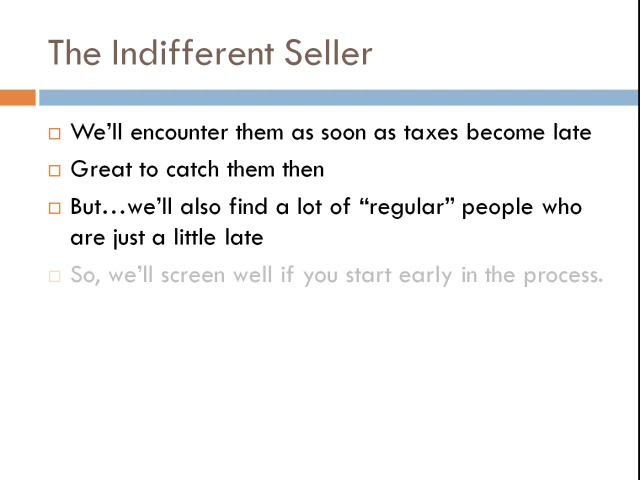 The Indifferent Seller
We'll encounter them as soon as taxes become late
Great to catch them then
But...we'll also find a lot of “regular” people who
are just a little late
So, we'll screen well if you start early in the process.